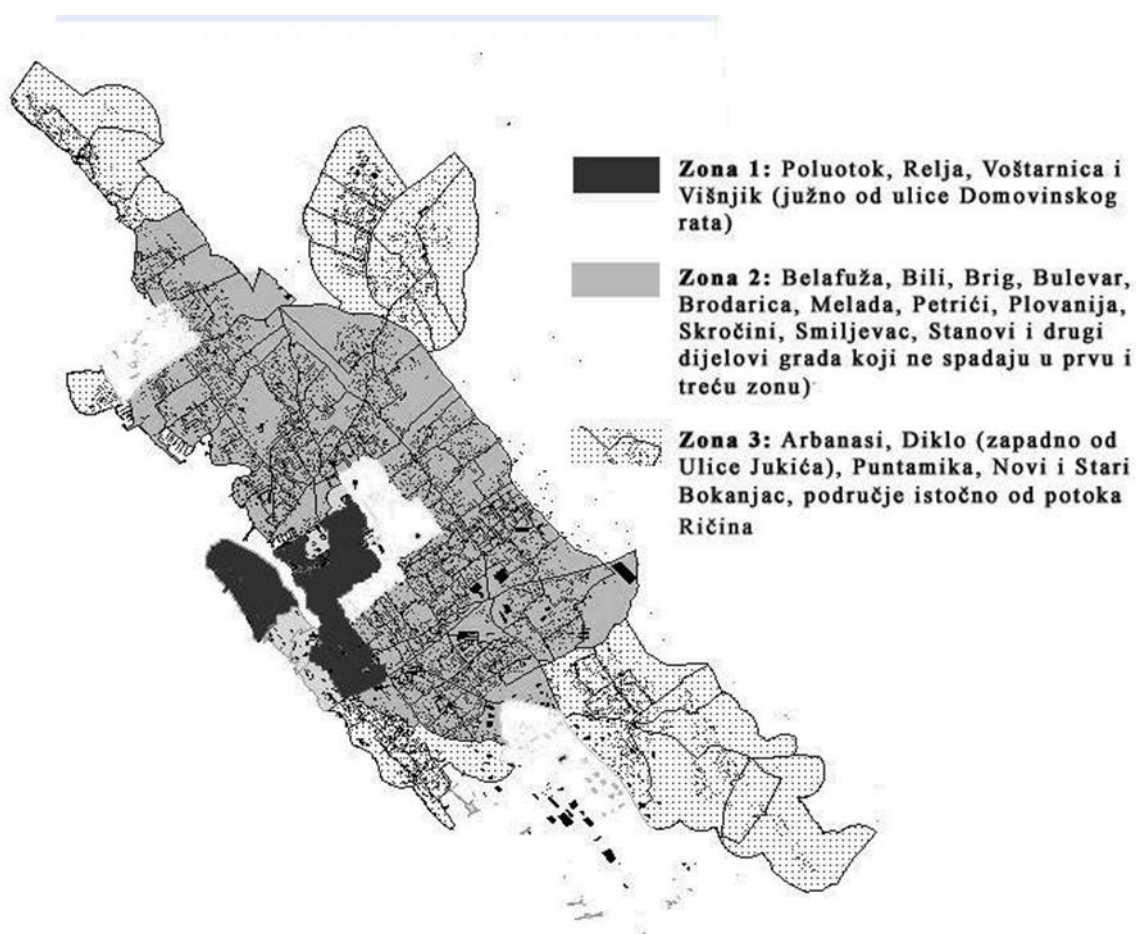 Zona 1: Poluotok, Relja, Voštarnica i
Višnjik (južno od ulice Domovinskog
rata)
Zona 2: Belafuža, Bili, Brig, Bulevar,
Brodarica, Melada, Petrići, Plovanija,
Skročini, Smiljevac, Stanovi i drugi
dijelovi grada koji ne spadaju u prvu i
treću zonu)
Zona 3: Arbanasi, Diklo (zapadno od
Ulice Jukića), Puntamika, Novi i Stari
Bokanjac, područje istočno od potoka
Ričina